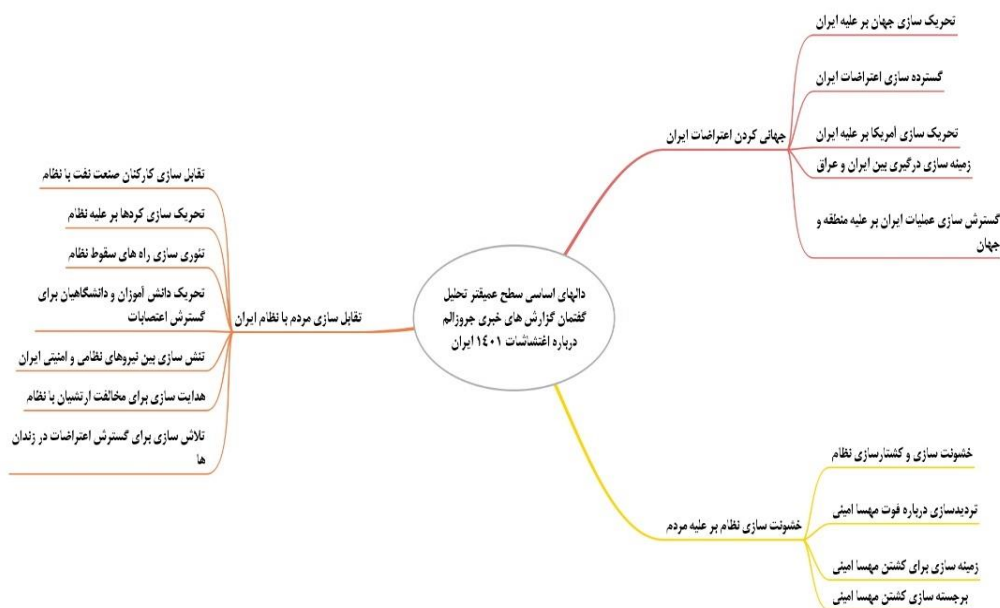 دالهای اساسی سطح عمیقتر تحلیل
گفتمان گزارش های خبری جروزالم
درباره اغتشاشات ۱٤۰۱ ایران
جهانی کردن اعتراضات ایران
تحریک سازی جهان بر علیه ایران
گسترده سازی اعتراضات ایران
تحریک سازی آمریکا بر علیه ایران
زمینه سازی درگیری بین ایران و عراق
گسترش سازی عملیات ایران بر علیه منطقه و
جهان
خشونت سازی نظام بر علیه مردم
خشونت سازی و کشتارسازی نظام
تردیدسازی درباره فوت مهسا امینی
زمینه سازی برای کشتن مهسا امینی
برجسته سازی کشتن مهسا امینی
تقابل سازی مردم با نظام ایران
تقابل سازی کارکنان صنعت نفت با نظام
تحریک سازی کردها بر علیه نظام
تئوری سازی راه های سقوط نظام
تحریک دانش آموزان و دانشگاهیان برای
گسترش اعتصابات
تنش سازی بین نیروهای نظامی و امنیتی ایران
هدایت سازی برای مخالفت ارتشیان با نظام
تلاش سازی برای گسترش اعتراضات در زندان
ها